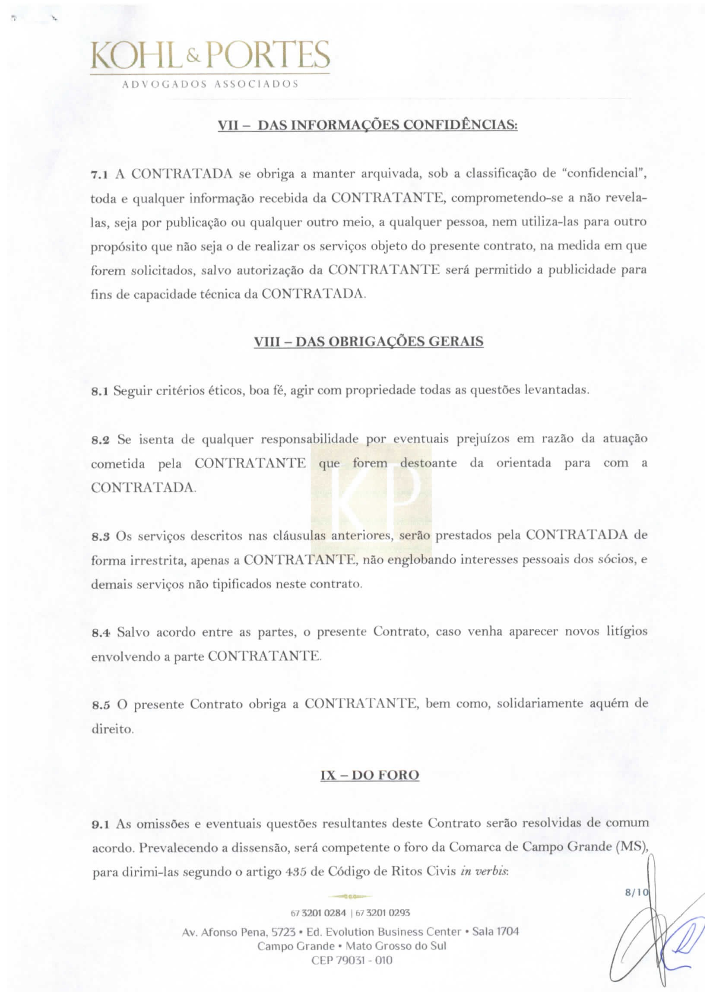 KOHL & PORTES
ADVOGADOS ASSOCIADOS
VII – DAS INFORMAÇÕES CONFIDÊNCIAS:
7.1 A CONTRATADA se obriga a manter arquivada, sob a classificação de “confidencial”,
toda e qualquer informação recebida da CONTRATANTE, comprometendo-se a não revela-
las, seja por publicação ou qualquer outro meio, a qualquer pessoa, nem utiliza-las para outro
propósito que não seja o de realizar os serviços objeto do presente contrato, na medida em que
forem solicitados, salvo autorização da CONTRATANTE será permitido a publicidade para
fins de capacidade técnica da CONTRATADA.
VIII – DAS OBRIGAÇÕES GERAIS
8.1 Seguir critérios éticos, boa fé, agir com propriedade todas as questões levantadas.
8.2 Se isenta de qualquer responsabilidade por eventuais prejuízos em razão da atuação
cometida pela CONTRATANTE que forem destoante da orientada para com a
CONTRATADA.
KP
8.3 Os serviços descritos nas cláusulas anteriores, serão prestados pela CONTRATADA de
forma irrestrita, apenas a CONTRATANTE, não englobando interesses pessoais dos sócios, e
demais serviços não tipificados neste contrato.
8.4 Salvo acordo entre as partes, o presente Contrato, caso venha aparecer novos litígios
envolvendo a parte CONTRATANTE.
8.5 O presente Contrato obriga a CONTRATANTE, bem como, solidariamente aquém de
direito.
IX – DO FORO
9.1 As omissões e eventuais questões resultantes deste Contrato serão resolvidas de comum
acordo. Prevalecendo a dissensão, será competente o foro da Comarca de Campo Grande (MS),
para dirimi-las segundo o artigo 435 de Código de Ritos Civis in verbis:
8/10
67 3201 0284 | 67 3201 0293
Av. Afonso Pena, 5723 • Ed. Evolution Business Center • Sala 1704
Campo Grande • Mato Grosso do Sul
CEP 79031 - 010